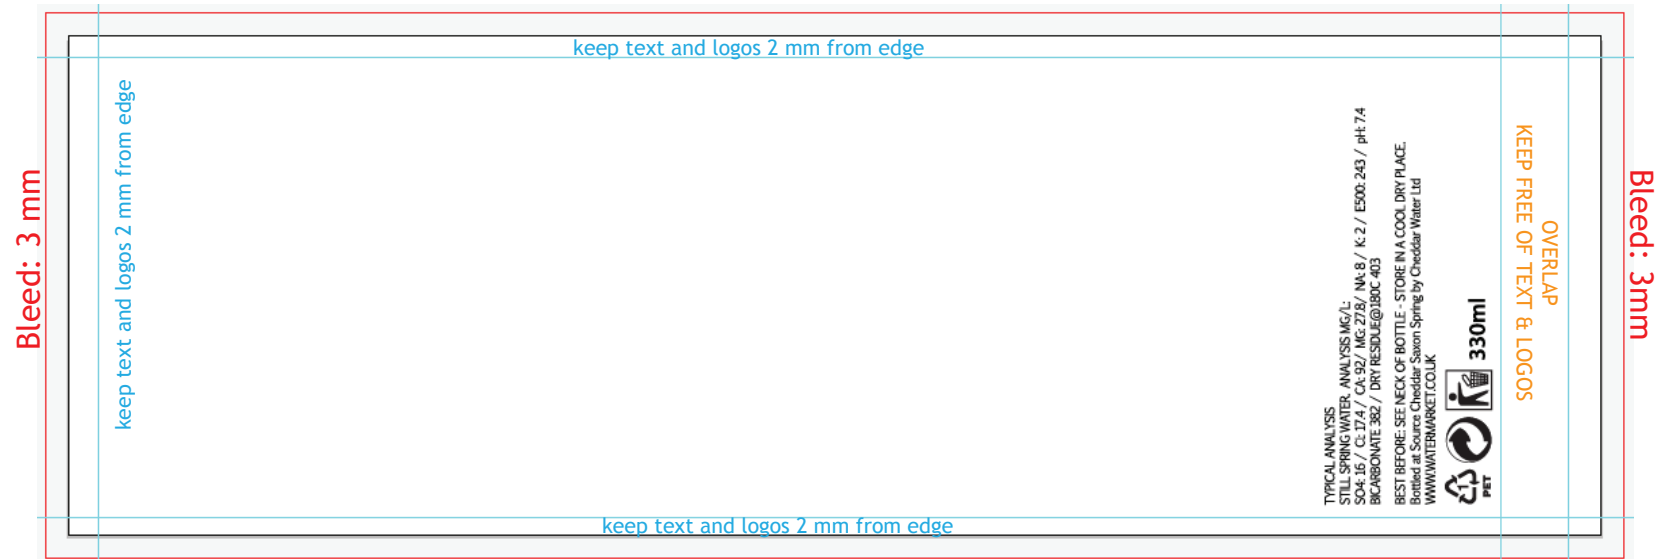 keep text and logos 2 mm from edge
Bleed: 3 mm
keep text and logos 2 mm from edge
TYPICAL ANALYSIS
STILL SPRING WATER. ANALYSIS MG/L:
SO4: 16 / Cl: 17.4 / CA: 92/ MG: 27.8/ NA: 8 / K: 2 / E500: 243 / pH: 7.4
BICARBONATE 382 / DRY RESIDUE@180C 403
BEST BEFORE: SEE NECK OF BOTTLE - STORE IN A COOL DRY PLACE.
Bottled at Source Cheddar Saxon Spring by Cheddar Water Ltd
WWW.WATERMARKET.CO.UK
1
PET
330ml
OVERLAP
KEEP FREE OF TEXT & LOGOS
Bleed: 3mm
keep text and logos 2 mm from edge